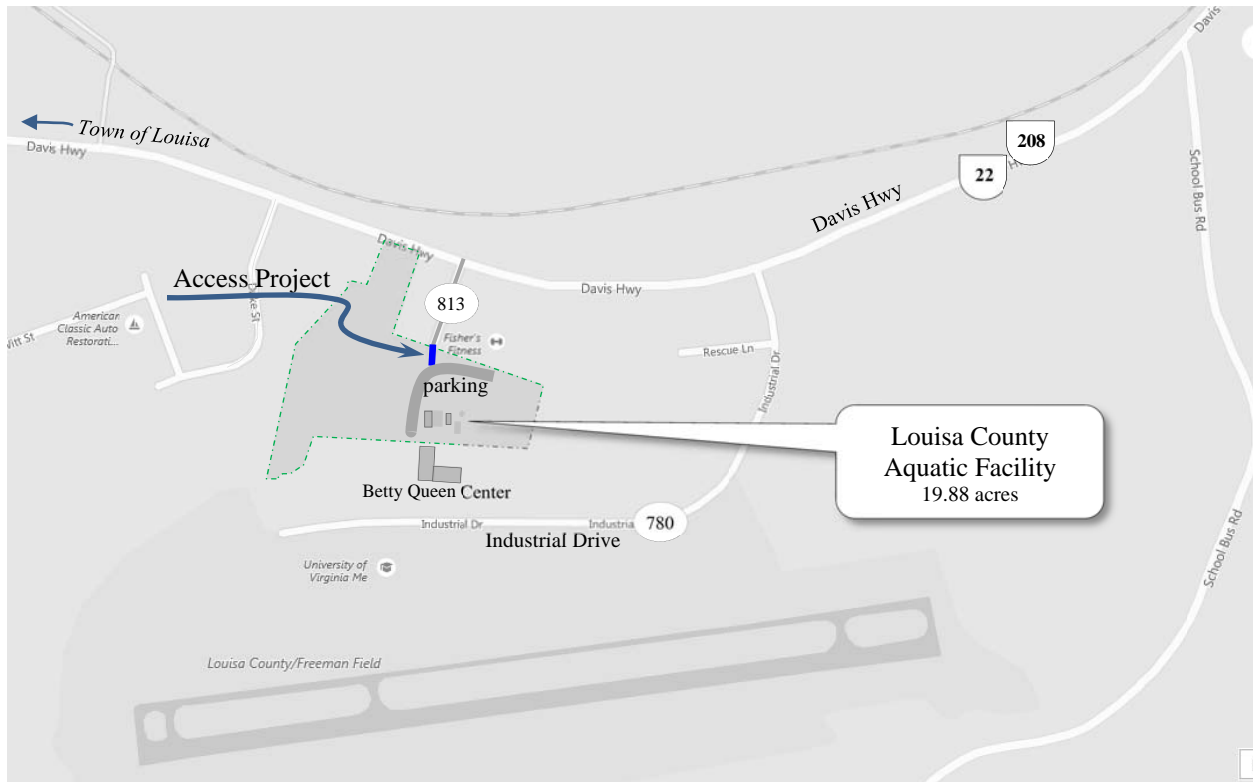 Davis
208
22
H
Town of Louisa
Davis Hwy
Davis Hwy
School Bus Rd
Davis Hwy
Access Project
813
Davis Hwy
American
Classic Auto
Restorati...
vitt St
Fisher's
Fitness
Rescue Ln
Industrial Dr
parking
Louisa County
Aquatic Facility
19.88 acres
Betty Queen Center
Industrial Dr
Industria
780
Industrial Drive
School Bus Rd
University of
Virginia Me
Louisa County/Freeman Field